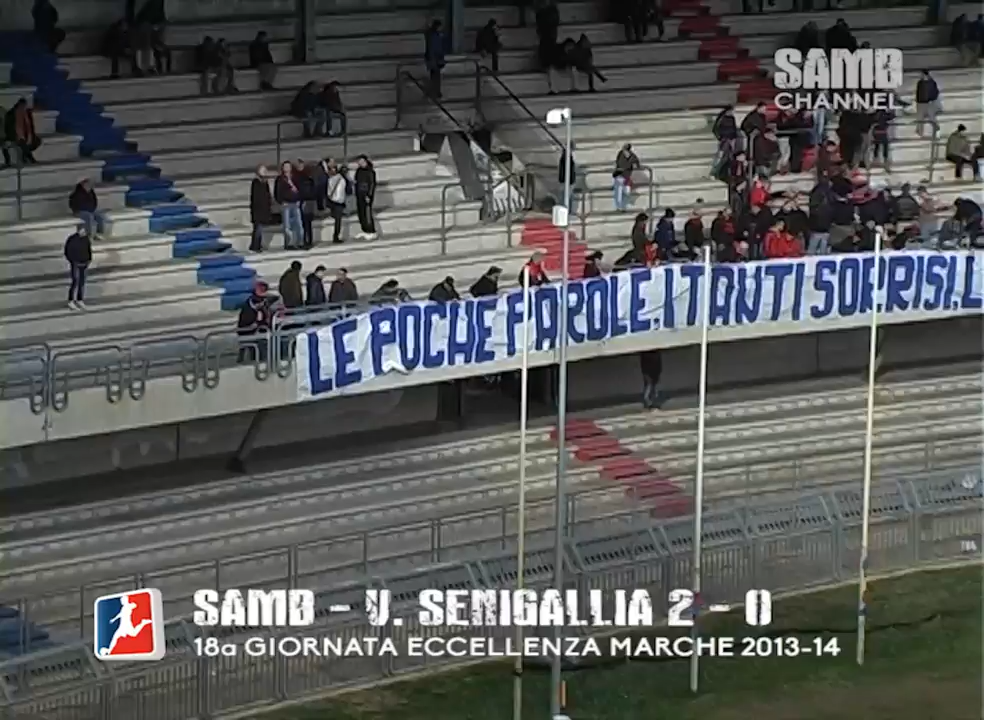 SAMB
CHANNEL
LE POCHE PAROLE, I TANTI SORRISI, L
SAMB - V. SENIGALLIA 2 - 0
18a GIORNATA ECCELLENZA MARCHE 2013-14